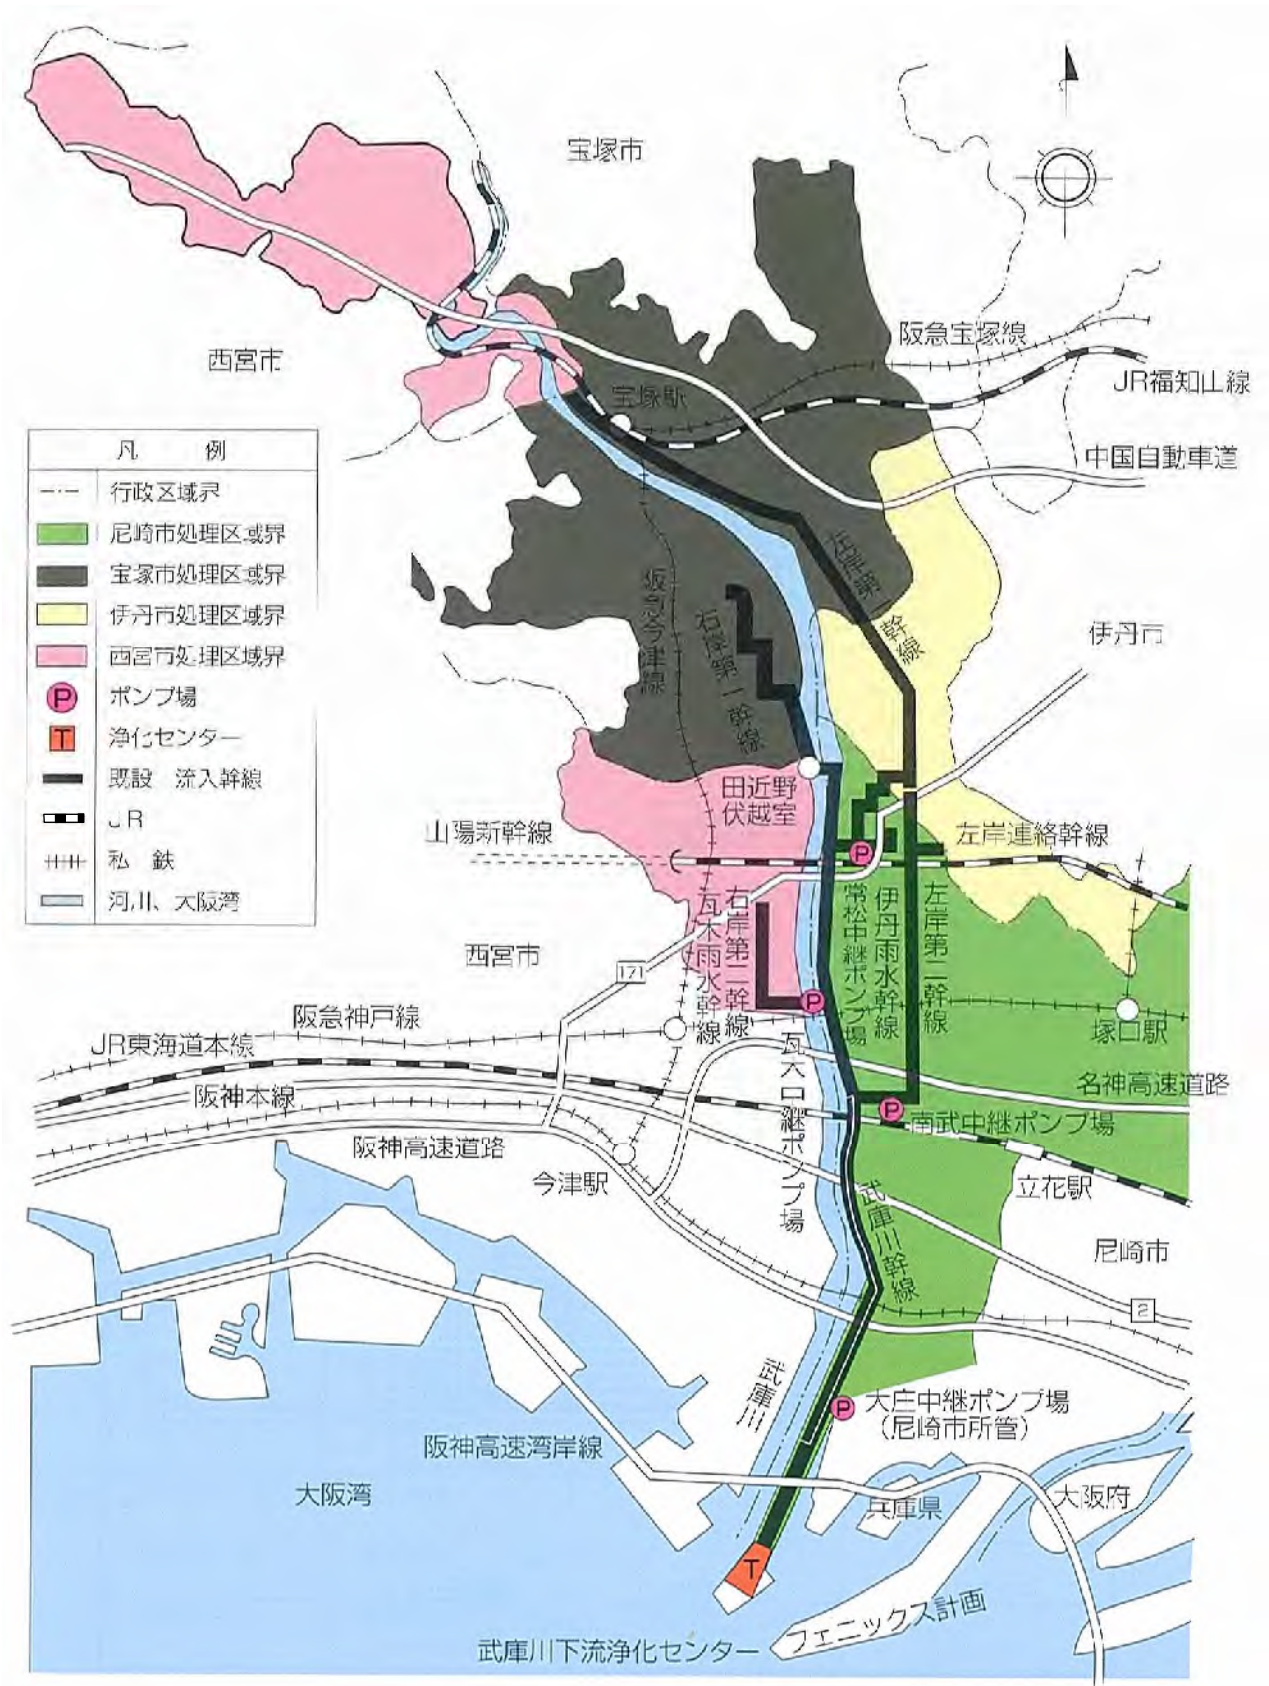 宝塚市
阪急宝塚線
JR福知山線
西宮市
宝塚駅
中国自動車道
凡 例
行政区域界
尼崎市処理区域界
宝塚市処理区域界
伊丹市処理区域界
西宮市処理区域界
P
ポンプ場
T
浄化センター
既設 流入幹線
JR
私 鉄
河川、大阪湾
左岸第一幹線
阪急今津線
右岸第一幹線
伊丹市
田近野
伏越室
山陽新幹線
P
左岸連絡幹線
瓦木雨水幹線
右岸第二幹線
常松中継ポンプ場
伊丹雨水幹線
左岸第二幹線
西宮市
171
P
阪急神戸線
塚口駅
JR東海道本線
阪神本線
名神高速道路
P
南武中継ポンプ場
阪神高速道路
今津駅
立花駅
武庫川幹線
尼崎市
2
武庫川
P
大庄中継ポンプ場
(尼崎市所管)
阪神高速湾岸線
大阪湾
兵庫県
大阪府
T
フェニックス計画
武庫川下流浄化センター